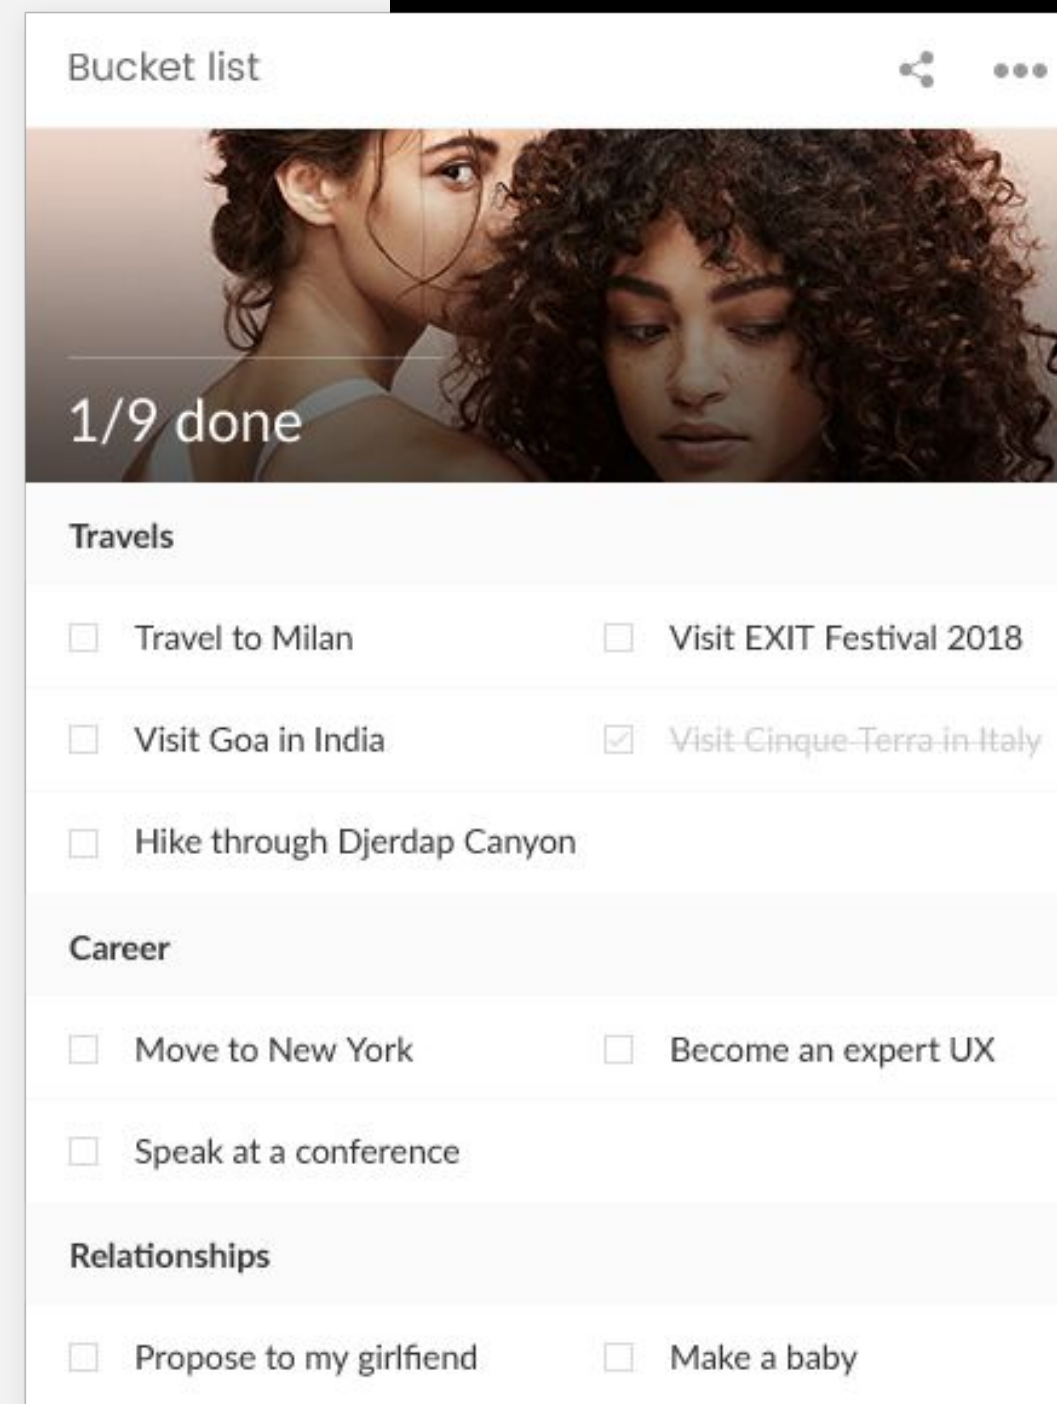 Bucket list
1/9 done
Travels
Travel to Milan
Visit EXIT Festival 2018
Visit Goa in India
Visit Cinque Terra in Italy
Hike through Djerdap Canyon
Career
Move to New York
Become an expert UX
Speak at a conference
Relationships
Propose to my girlfiend
Make a baby